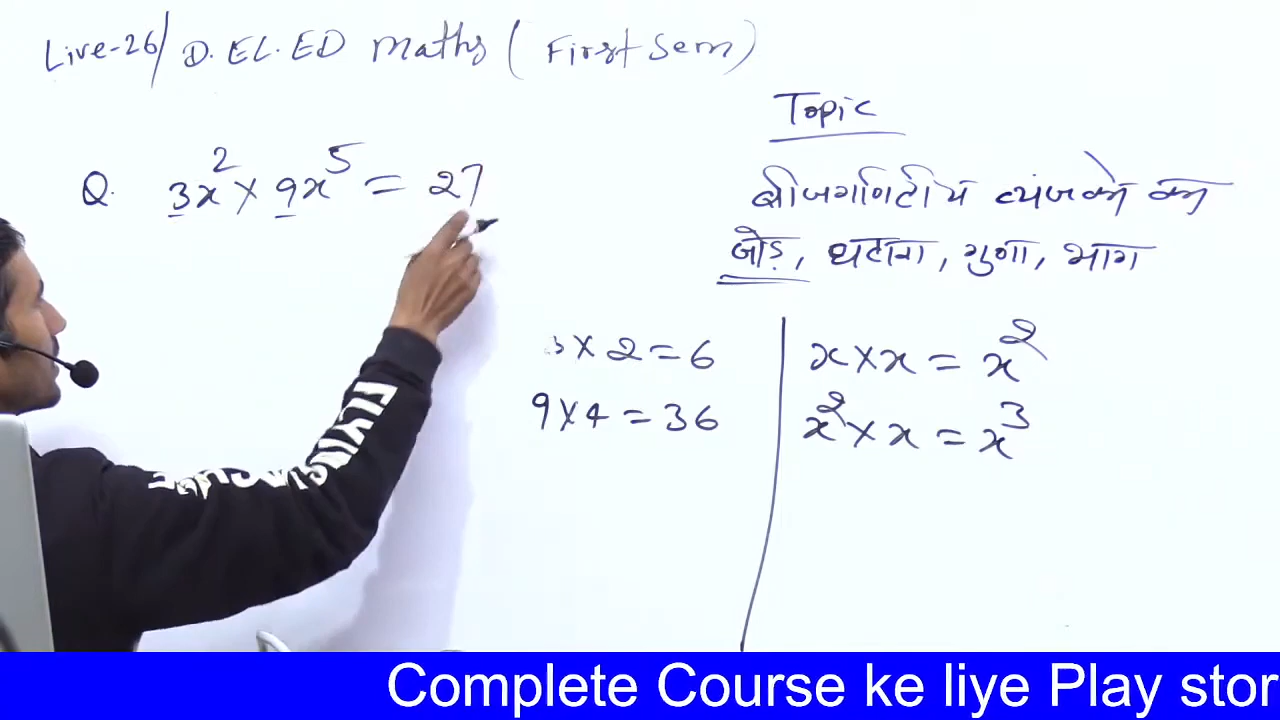 Live-26/ D.EL.ED Maths ( First Sem )
Topic
बीजगणितीय व्यंजको का
जोड़, घटाना, गुणा, भाग
Q. 3x² × 9x⁵ = 27
3 × 2 = 6
9 × 4 = 36
x × x = x²
x² × x = x³
Complete Course ke liye Play stor